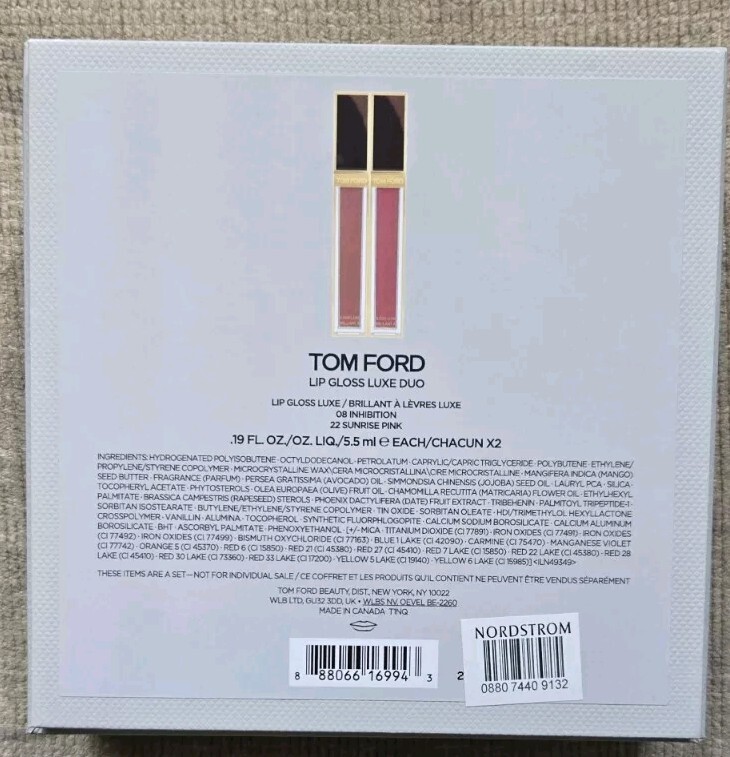 TOM FORD
LIP GLOSS LUXE DUO
LIP GLOSS LUXE / BRILLANT À LÈVRES LUXE
08 INHIBITION
22 SUNRISE PINK
.19 FL. OZ./OZ. LIQ./5.5 ml e EACH/CHACUN X2
INGREDIENTS: HYDROGENATED POLYISOBUTENE · OCTYLDODECANOL · PETROLATUM · CAPRYLIC/CAPRIC TRIGLYCERIDE · POLYBUTENE · ETHYLENE/
PROPYLENE/STYRENE COPOLYMER · MICROCRYSTALLINE WAX\CERA MICROCRISTALLINA\CIRE MICROCRISTALLINE · MANGIFERA INDICA (MANGO)
SEED BUTTER · FRAGRANCE (PARFUM) · PERSEA GRATISSIMA (AVOCADO) OIL · SIMMONDSIA CHINENSIS (JOJOBA) SEED OIL · LAURYL PCA · SILICA ·
TOCOPHERYL ACETATE · PHYTOSTEROLS · OLEA EUROPAEA (OLIVE) FRUIT OIL · CHAMOMILLA RECUTITA (MATRICARIA) FLOWER OIL · ETHYLHEXYL
PALMITATE · BRASSICA CAMPESTRIS (RAPESEED) STEROLS · PHOENIX DACTYLIFERA (DATE) FRUIT EXTRACT · TRIBEHENIN · PALMITOYL TRIPEPTIDE-1 ·
SORBITAN ISOSTEARATE · BUTYLENE/ETHYLENE/STYRENE COPOLYMER · TIN OXIDE · SORBITAN OLEATE · HDI/TRIMETHYLOL HEXYLLACTONE
CROSSPOLYMER · VANILLIN · ALUMINA · TOCOPHEROL · SYNTHETIC FLUORPHLOGOPITE · CALCIUM SODIUM BOROSILICATE · CALCIUM ALUMINUM
BOROSILICATE · BHT · ASCORBYL PALMITATE · PHENOXYETHANOL · [+/- MICA · TITANIUM DIOXIDE (CI 77891) · IRON OXIDES (CI 77491) · IRON OXIDES
(CI 77492) · IRON OXIDES (CI 77499) · BISMUTH OXYCHLORIDE (CI 77163) · BLUE 1 LAKE (CI 42090) · CARMINE (CI 75470) · MANGANESE VIOLET
(CI 77742) · ORANGE 5 (CI 45370) · RED 6 (CI 15850) · RED 21 (CI 45380) · RED 27 (CI 45410) · RED 7 LAKE (CI 15850) · RED 22 LAKE (CI 45380) · RED 28
LAKE (CI 45410) · RED 30 LAKE (CI 73360) · RED 33 LAKE (CI 17200) · YELLOW 5 LAKE (CI 19140) · YELLOW 6 LAKE (CI 15985)] <ILN49349>
THESE ITEMS ARE A SET—NOT FOR INDIVIDUAL SALE / CE COFFRET ET LES PRODUITS QU'IL CONTIENT NE PEUVENT ÊTRE VENDUS SÉPARÉMENT
TOM FORD BEAUTY, DIST, NEW YORK, NY 10022
WLB LTD, GU32 3DD, UK • WLBS NV, OEVEL BE-2260
MADE IN CANADA T1NQ
8 88066 16994 3
2
NORDSTROM
0880 7440 9132